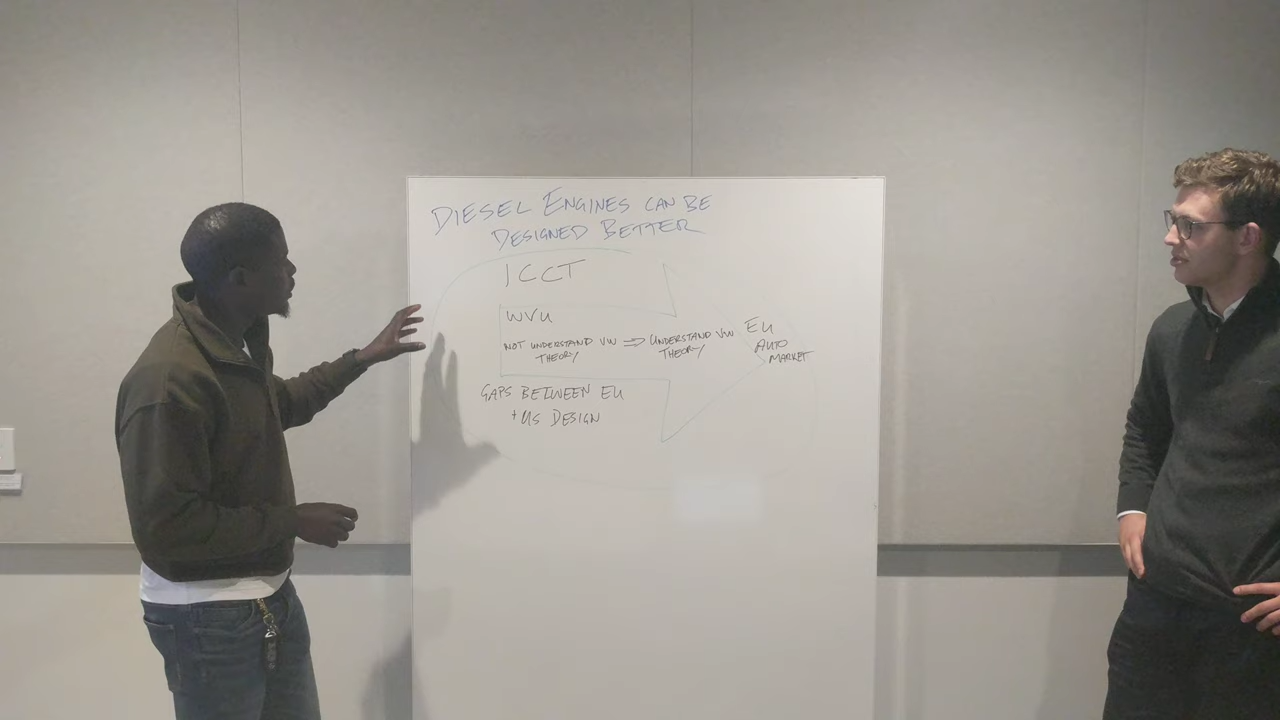 DIESEL ENGINES CAN BE
DESIGNED BETTER
ICCT
WVU
NOT UNDERSTAND VW
THEORY
⇒
UNDERSTAND VW
THEORY
EU
AUTO
MARKET
GAPS BETWEEN EU
+ US DESIGN